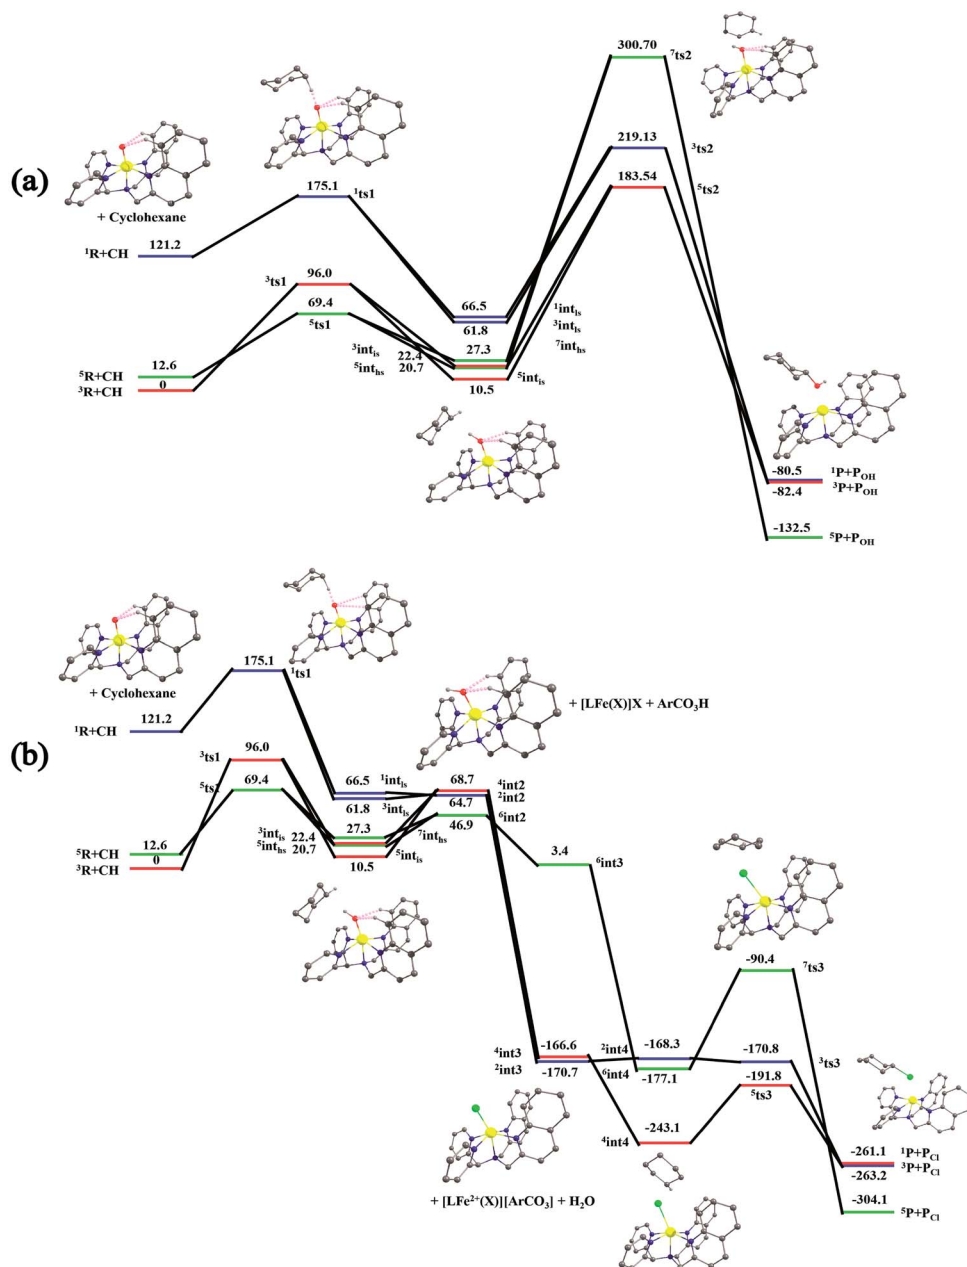 (a)
+ Cyclohexane
¹R+CH 121.2
175.1 ¹ts1
³ts1 96.0
69.4
⁵ts1
⁵R+CH 12.6
³R+CH 0
66.5 ¹intₗₛ
61.8 ³intₗₛ
27.3 ⁷intₕₛ
³intᵢₛ 22.4
⁵intₕₛ 20.7
10.5 ⁵intᵢₛ
300.70 ⁷ts2
219.13 ³ts2
183.54 ⁵ts2
-80.5 ¹P+P_OH
-82.4 ³P+P_OH
-132.5 ⁵P+P_OH
(b)
+ Cyclohexane
¹R+CH 121.2
175.1 ¹ts1
³ts1 96.0
⁵ts1 69.4
⁵R+CH 12.6
³R+CH 0
66.5 ¹intₗₛ
61.8 ³intₗₛ
27.3 ⁷intₕₛ
³intᵢₛ 22.4
⁵intₕₛ 20.7
10.5 ⁵intᵢₛ
+ [LFe(X)]X + ArCO₃H
68.7 ⁴int2
64.7 ²int2
46.9 ⁶int2
3.4 ⁶int3
⁴int3 -166.6
²int3 -170.7
²int4 -168.3
⁶int4 -177.1
⁴int4 -243.1
-90.4 ⁷ts3
-170.8 ³ts3
-191.8
⁵ts3
-261.1 ¹P+P_Cl
-263.2 ³P+P_Cl
-304.1 ⁵P+P_Cl
+ [LFe²⁺(X)][ArCO₃] + H₂O